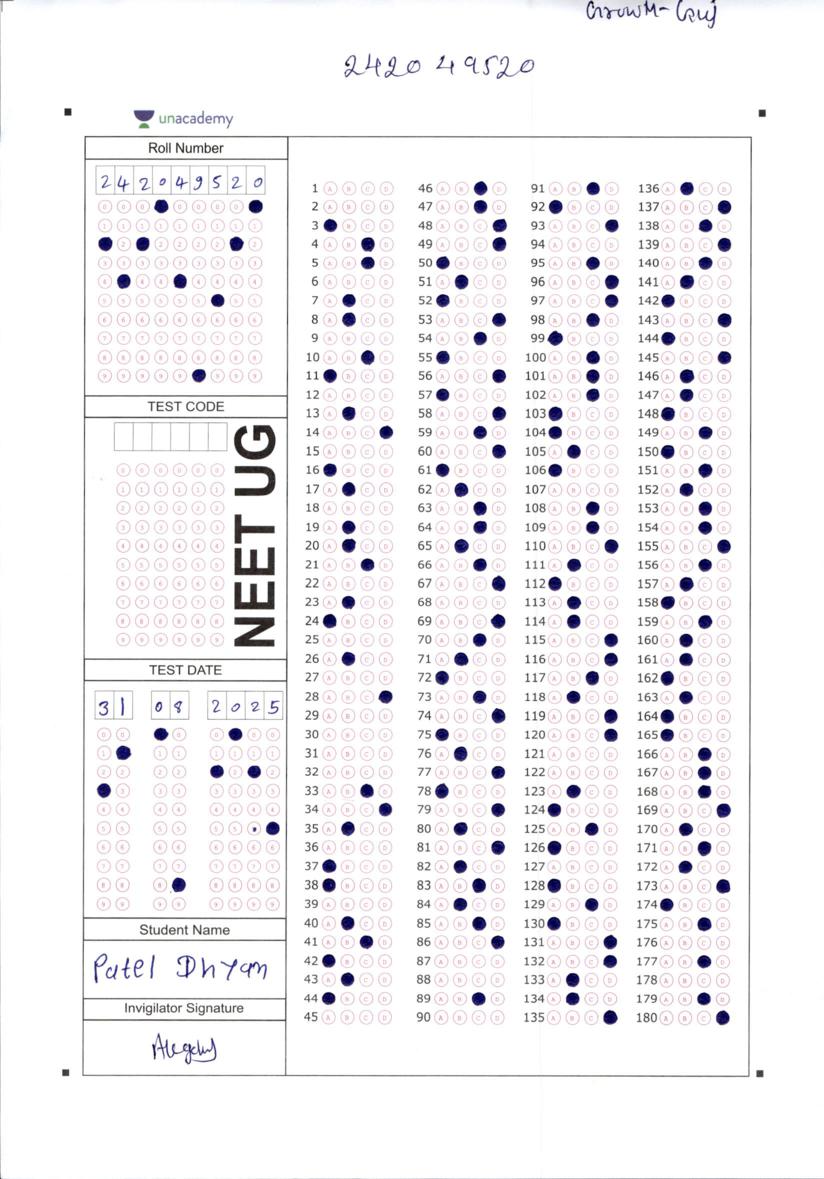 Growth-Guj
2420 49520
unacademy
Roll Number
2 4 2 0 4 9 5 2 0
TEST CODE
NEET UG
TEST DATE
31 08 2025
Student Name
Patel Dhyan
Invigilator Signature
1 A B C D 46 A B D 91 A B D 136 A C D
2 A B C D 47 A B D 92 B C D 137 A B C
3 B C D 48 A B C 93 A B C 138 A B D
4 A B D 49 A B C 94 A B C D 139 A B C
5 A B D 50 B C D 95 A B D 140 A B D
6 A B C D 51 A C D 96 A B C 141 A C D
7 A C D 52 B C D 97 A B C 142 B C D
8 A C D 53 A B C 98 A B D 143 A B C
9 A B C D 54 A B D 99 B C D 144 B C D
10 A B D 55 B C D 100 A B D 145 A B C
11 B C D 56 A B C 101 A B D 146 A C D
12 A B C D 57 B C D 102 A B D 147 A C D
13 A C D 58 A B C 103 B C D 148 B C D
14 A B C 59 A B D 104 B C D 149 A B D
15 A B C D 60 A B C 105 A C D 150 B C D
16 B C D 61 B C D 106 B C D 151 A B D
17 A C D 62 A C D 107 A B C D 152 A C D
18 A B C D 63 A B D 108 A B D 153 A B D
19 A C D 64 A B D 109 A B D 154 A B D
20 A C D 65 A C D 110 A B C 155 A B C
21 A B D 66 A B D 111 A C D 156 A B D
22 A B C D 67 A B C 112 B C D 157 A C D
23 A C D 68 A B C D 113 A C D 158 B C D
24 B C D 69 A B C 114 A C D 159 A B D
25 A B C D 70 A B D 115 A B C 160 A C D
26 A C D 71 A C D 116 A B C 161 A C D
27 A B C D 72 B C D 117 A B D 162 B C D
28 A B C 73 A B D 118 A C D 163 A C D
29 A B C D 74 A B C 119 A B C 164 B C D
30 A B C D 75 B C D 120 A B C 165 B C D
31 A B C D 76 A C D 121 A B C D 166 A B D
32 A B C D 77 A B C 122 A B C D 167 A B D
33 A B D 78 B C D 123 A C D 168 A B D
34 A B C 79 A B C 124 B C D 169 A B C
35 A C D 80 A C D 125 A B D 170 A C D
36 A B C D 81 A B C 126 B C D 171 A B D
37 B C D 82 A C D 127 A B C D 172 A C D
38 B C D 83 A B D 128 B C D 173 A B C
39 A B C D 84 A C D 129 A B D 174 B C D
40 A C D 85 A B D 130 B C D 175 A B D
41 A B D 86 A B C 131 A B C 176 A B C D
42 B C D 87 A B C D 132 A B C 177 A B D
43 A C D 88 A B C D 133 A C D 178 A B C D
44 B C D 89 A B D 134 A C D 179 A B D
45 A B C D 90 A B C D 135 A B C 180 A B C